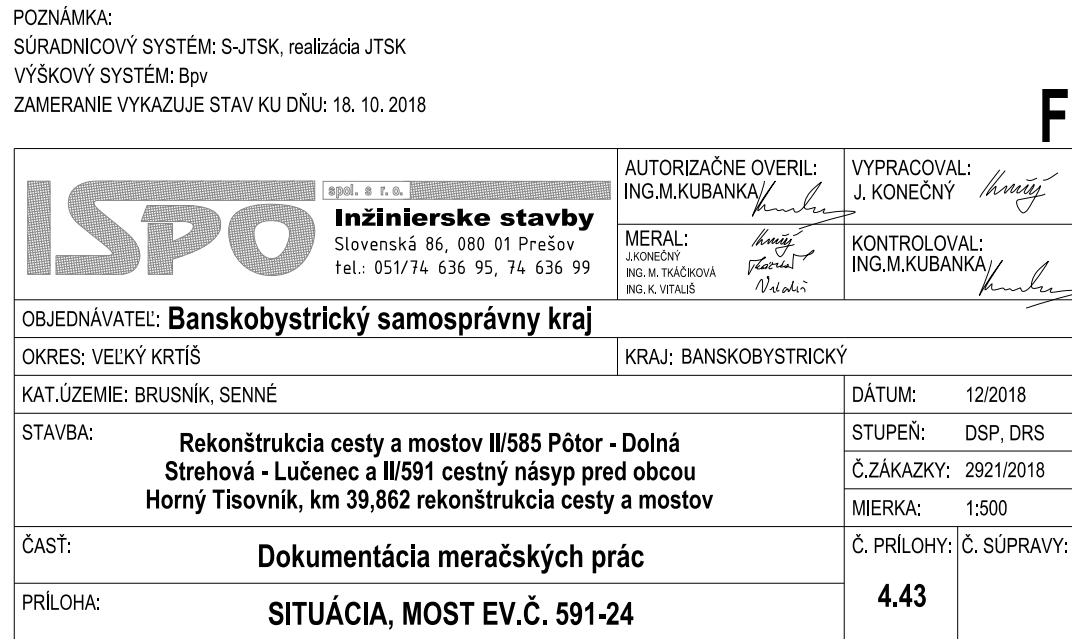 POZNÁMKA:
SÚRADNICOVÝ SYSTÉM: S-JTSK, realizácia JTSK
VÝŠKOVÝ SYSTÉM: Bpv
ZAMERANIE VYKAZUJE STAV KU DŇU: 18. 10. 2018
F
ISPO
spol. s r. o.
Inžinierske stavby
Slovenská 86, 080 01 Prešov
tel.: 051/74 636 95, 74 636 99
AUTORIZAČNE OVERIL:
ING.M.KUBANKA
VYPRACOVAL:
J. KONEČNÝ
MERAL:
J.KONEČNÝ
ING. M. TKÁČIKOVÁ
ING. K. VITALIŠ
KONTROLOVAL:
ING.M.KUBANKA
OBJEDNÁVATEĽ: Banskobystrický samosprávny kraj
OKRES: VEĽKÝ KRTÍŠ
KRAJ: BANSKOBYSTRICKÝ
KAT.ÚZEMIE: BRUSNÍK, SENNÉ
DÁTUM: 12/2018
STAVBA:
Rekonštrukcia cesty a mostov II/585 Pôtor - Dolná
Strehová - Lučenec a II/591 cestný násyp pred obcou
Horný Tisovník, km 39,862 rekonštrukcia cesty a mostov
STUPEŇ: DSP, DRS
Č.ZÁKAZKY: 2921/2018
MIERKA: 1:500
ČASŤ:
Dokumentácia meračských prác
Č. PRÍLOHY:
4.43
Č. SÚPRAVY:
PRÍLOHA:
SITUÁCIA, MOST EV.Č. 591-24